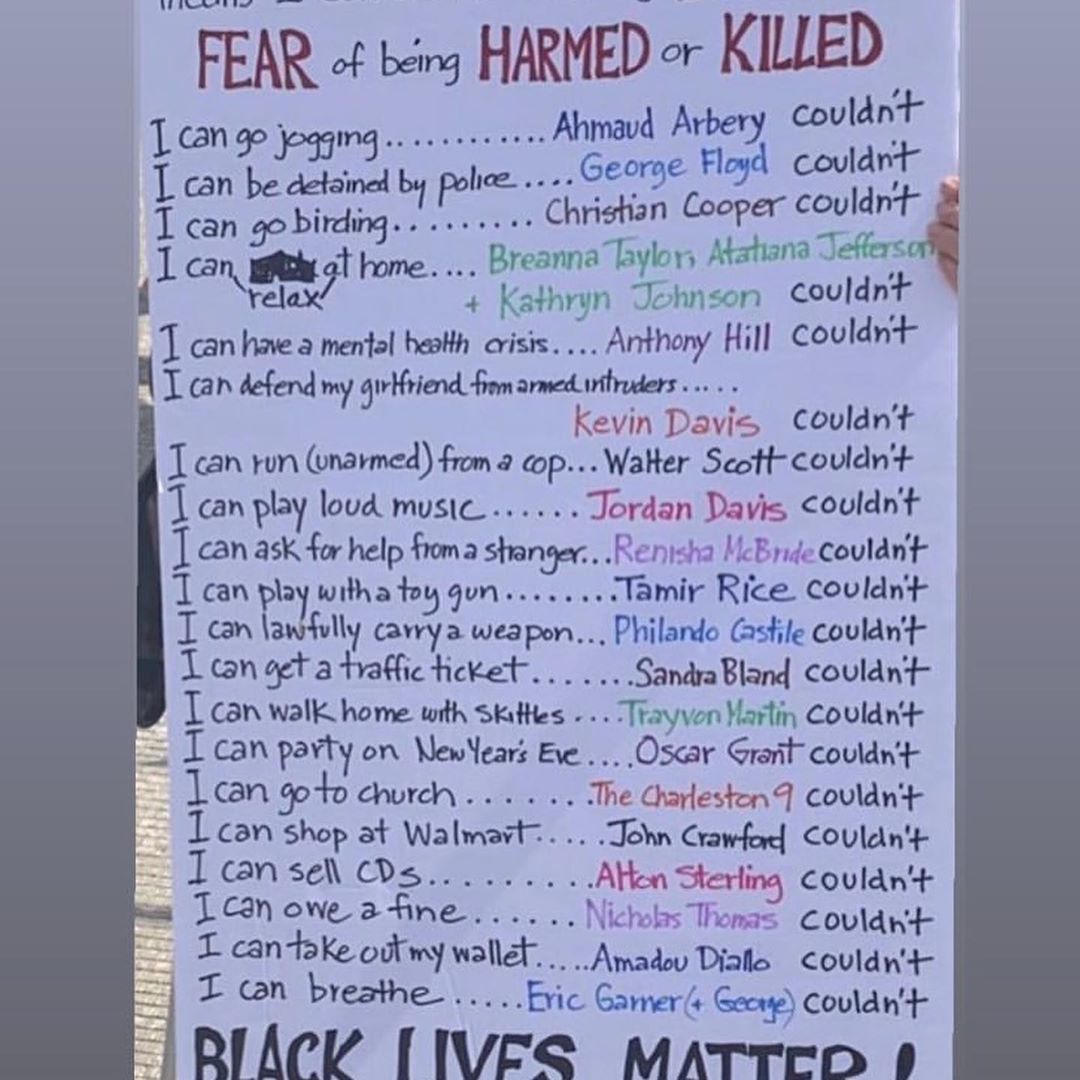 FEAR of being HARMED or KILLED
I can go jogging........... Ahmaud Arbery couldn't
I can be detained by police.... George Floyd couldn't
I can go birding......... Christian Cooper couldn't
I can at home.... Breanna Taylor, Atatiana Jefferson
relax + Kathryn Johnson couldn't
I can have a mental health crisis.... Anthony Hill couldn't
I can defend my girlfriend from armed intruders.....
Kevin Davis couldn't
I can run (unarmed) from a cop... Walter Scott couldn't
I can play loud music...... Jordan Davis couldn't
I can ask for help from a stranger... Renisha McBride couldn't
I can play with a toy gun........ Tamir Rice couldn't
I can lawfully carry a weapon... Philando Castile couldn't
I can get a traffic ticket....... Sandra Bland couldn't
I can walk home with Skittles .... Trayvon Martin couldn't
I can party on New Year's Eve.... Oscar Grant couldn't
I can go to church....... The Charleston 9 couldn't
I can shop at Walmart..... John Crawford couldn't
I can sell CDs......... Alton Sterling couldn't
I can owe a fine...... Nicholas Thomas couldn't
I can take out my wallet..... Amadou Diallo couldn't
I can breathe..... Eric Garner (+ George) couldn't
BLACK LIVES MATTER!